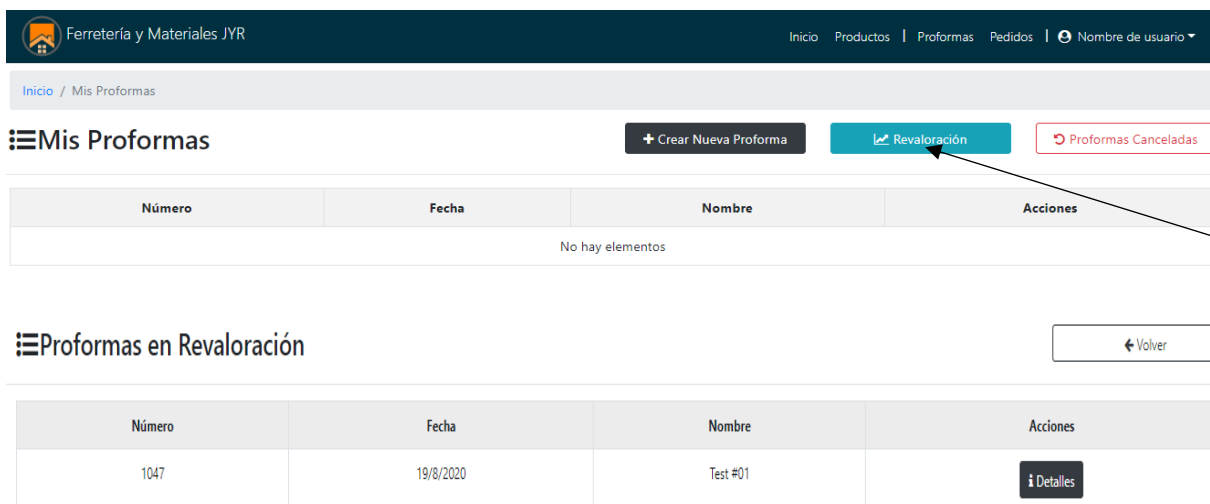 Ferretería y Materiales JYR
Inicio Productos | Proformas Pedidos | Nombre de usuario
Inicio / Mis Proformas
Mis Proformas
Crear Nueva Proforma
Revaloración
Proformas Canceladas
Número Fecha Nombre Acciones
No hay elementos
Proformas en Revaloración
Volver
Número Fecha Nombre Acciones
1047 19/8/2020 Test #01 Detalles